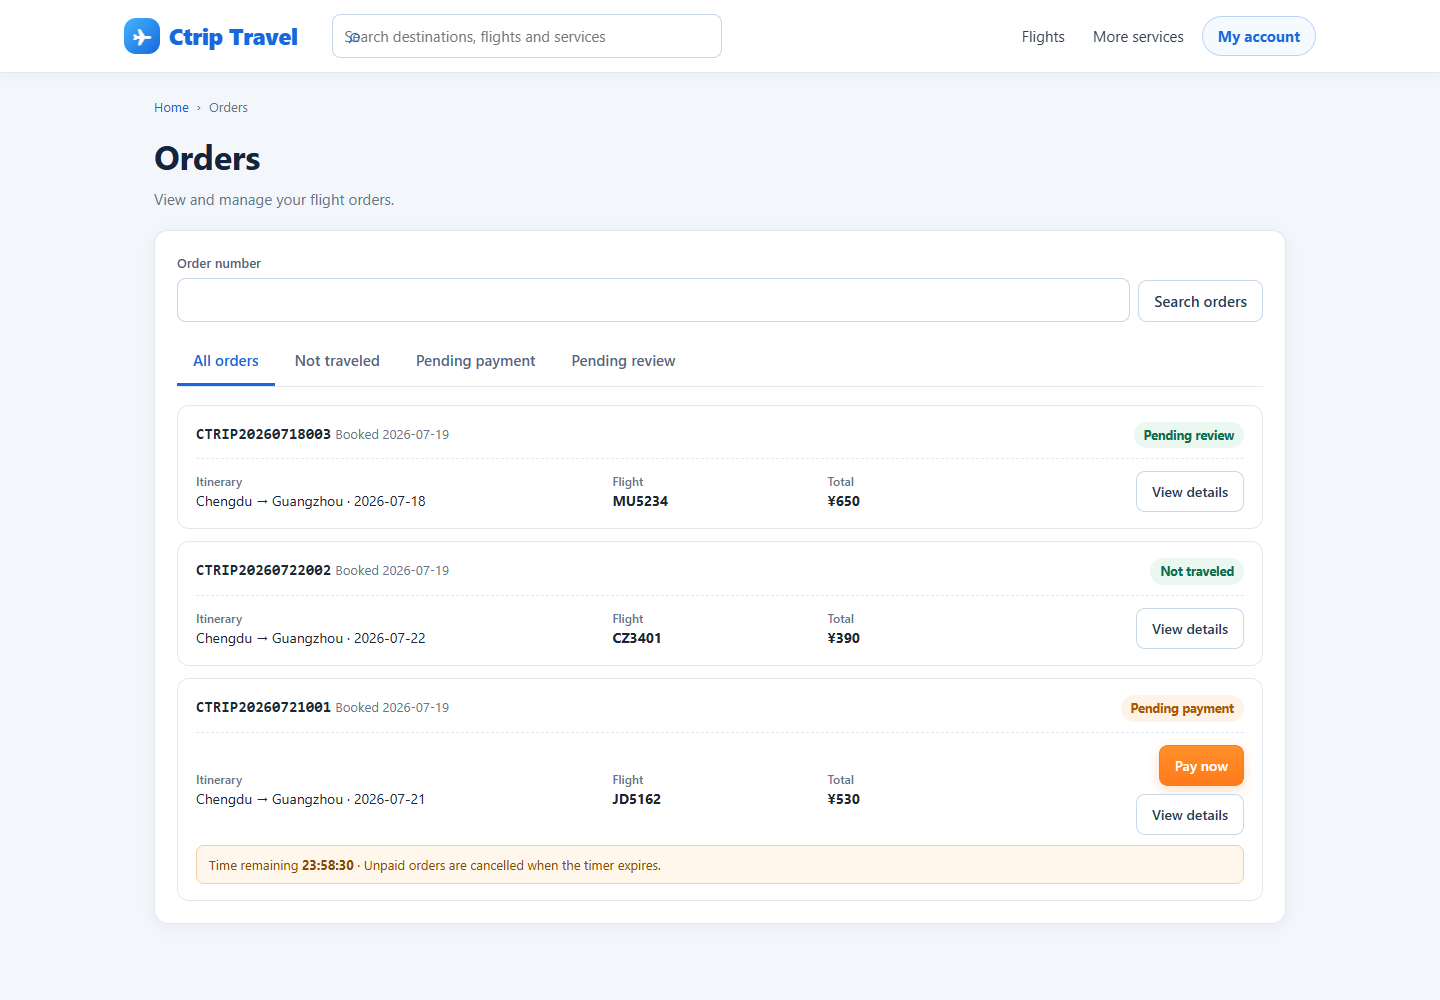 Ctrip Travel
Search destinations, flights and services
Flights
More services
My account
Home › Orders
Orders
View and manage your flight orders.
Order number
Search orders
All orders
Not traveled
Pending payment
Pending review
CTRIP20260718003 Booked 2026-07-19
Pending review
Itinerary
Chengdu → Guangzhou · 2026-07-18
Flight
MU5234
Total
¥650
View details
CTRIP20260722002 Booked 2026-07-19
Not traveled
Itinerary
Chengdu → Guangzhou · 2026-07-22
Flight
CZ3401
Total
¥390
View details
CTRIP20260721001 Booked 2026-07-19
Pending payment
Itinerary
Chengdu → Guangzhou · 2026-07-21
Flight
JD5162
Total
¥530
Pay now
View details
Time remaining 23:58:30 · Unpaid orders are cancelled when the timer expires.